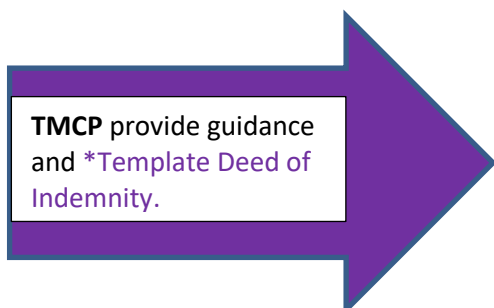 TMCP provide guidance
and *Template Deed of
Indemnity.